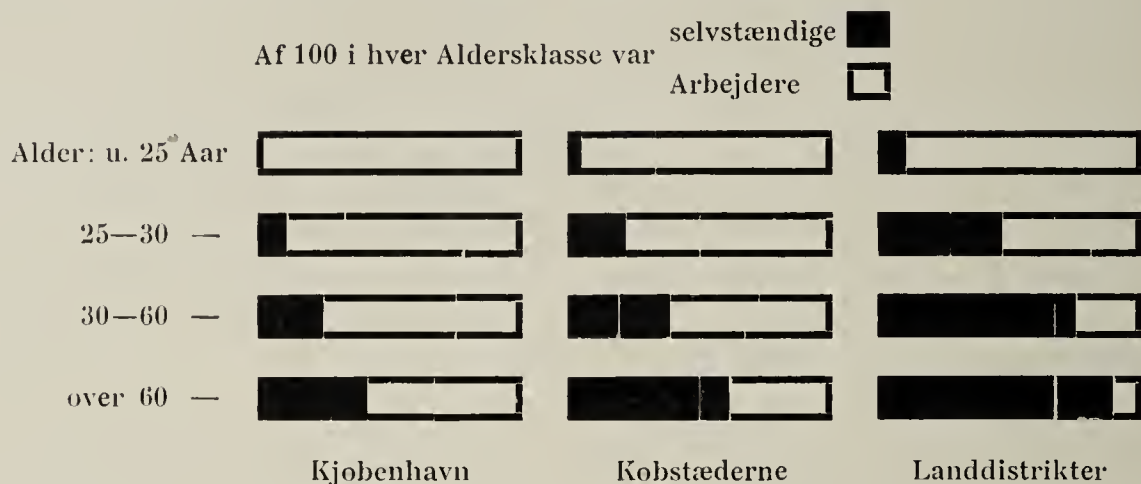 Af 100 i hver Aldersklasse var
selvstændige
Arbejdere
Alder: u. 25 Aar
25—30 —
30—60 —
over 60 —
Kjobenhavn
Kobstæderne
Landdistrikter